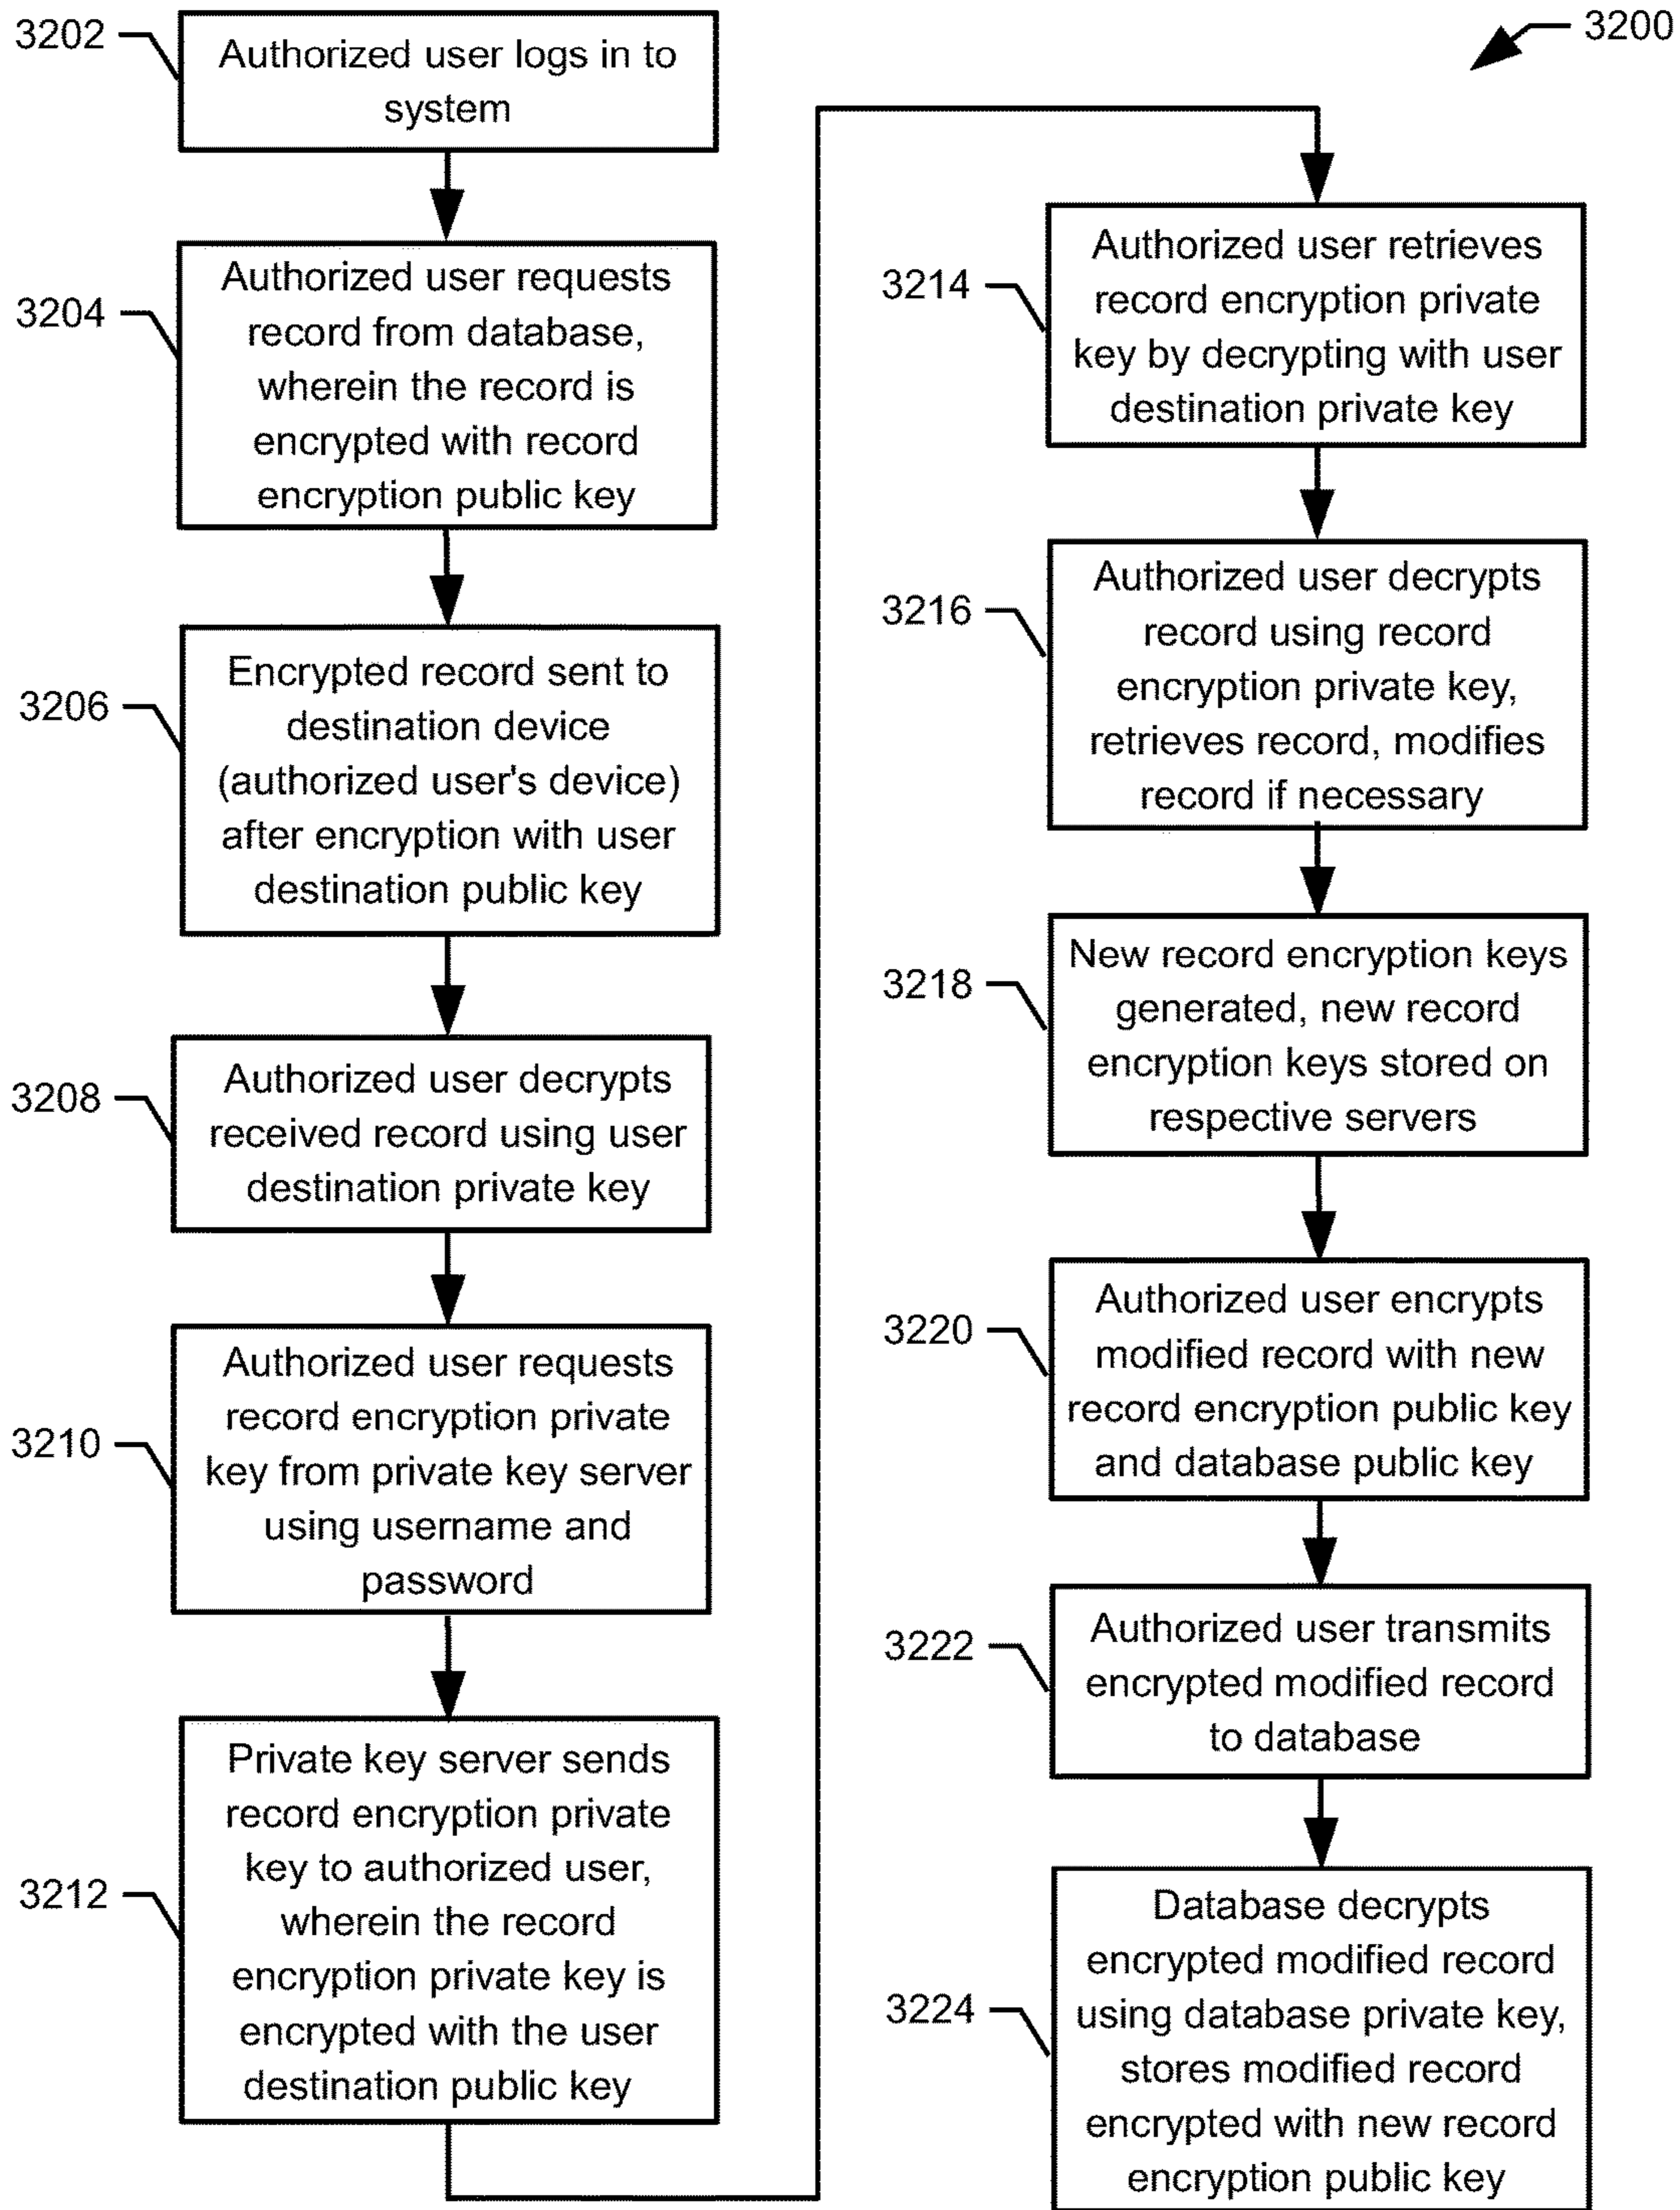 3200
3202
Authorized user logs in to
system
3204
Authorized user requests
record from database,
wherein the record is
encrypted with record
encryption public key
3206
Encrypted record sent to
destination device
(authorized user's device)
after encryption with user
destination public key
3208
Authorized user decrypts
received record using user
destination private key
3210
Authorized user requests
record encryption private
key from private key server
using username and
password
3212
Private key server sends
record encryption private
key to authorized user,
wherein the record
encryption private key is
encrypted with the user
destination public key
3214
Authorized user retrieves
record encryption private
key by decrypting with user
destination private key
3216
Authorized user decrypts
record using record
encryption private key,
retrieves record, modifies
record if necessary
3218
New record encryption keys
generated, new record
encryption keys stored on
respective servers
3220
Authorized user encrypts
modified record with new
record encryption public key
and database public key
3222
Authorized user transmits
encrypted modified record
to database
3224
Database decrypts
encrypted modified record
using database private key,
stores modified record
encrypted with new record
encryption public key